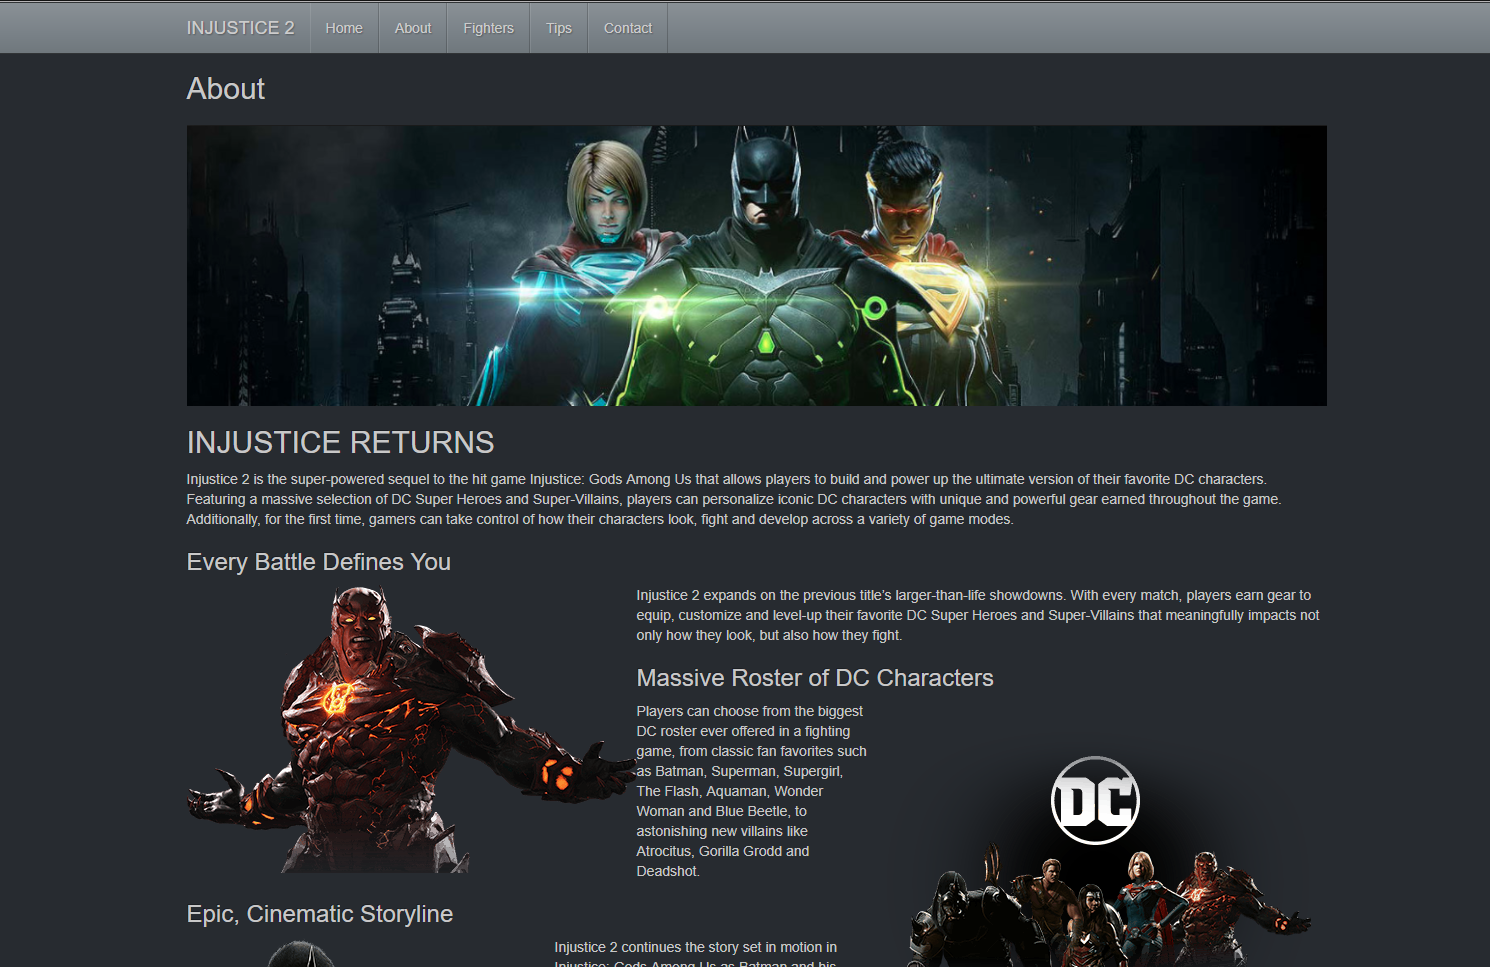 INJUSTICE 2 Home About Fighters Tips Contact
About
INJUSTICE RETURNS
Injustice 2 is the super-powered sequel to the hit game Injustice: Gods Among Us that allows players to build and power up the ultimate version of their favorite DC characters.
Featuring a massive selection of DC Super Heroes and Super-Villains, players can personalize iconic DC characters with unique and powerful gear earned throughout the game.
Additionally, for the first time, gamers can take control of how their characters look, fight and develop across a variety of game modes.
Every Battle Defines You
Injustice 2 expands on the previous title’s larger-than-life showdowns. With every match, players earn gear to
equip, customize and level-up their favorite DC Super Heroes and Super-Villains that meaningfully impacts not
only how they look, but also how they fight.
Massive Roster of DC Characters
Players can choose from the biggest
DC roster ever offered in a fighting
game, from classic fan favorites such
as Batman, Superman, Supergirl,
The Flash, Aquaman, Wonder
Woman and Blue Beetle, to
astonishing new villains like
Atrocitus, Gorilla Grodd and
Deadshot.
DC
Epic, Cinematic Storyline
Injustice 2 continues the story set in motion in
Injustice: Gods Among Us as Batman and his